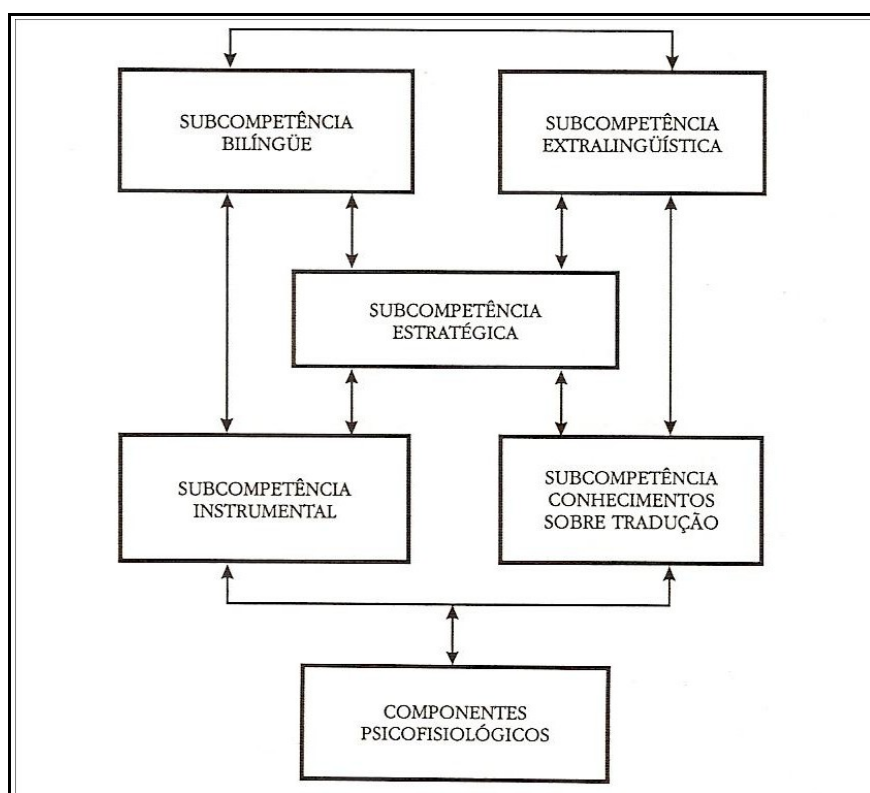 SUBCOMPETÊNCIA
BILÍNGÜE
SUBCOMPETÊNCIA
EXTRALINGÜÍSTICA
SUBCOMPETÊNCIA
ESTRATÉGICA
SUBCOMPETÊNCIA
INSTRUMENTAL
SUBCOMPETÊNCIA
CONHECIMENTOS
SOBRE TRADUÇÃO
COMPONENTES
PSICOFISIOLÓGICOS